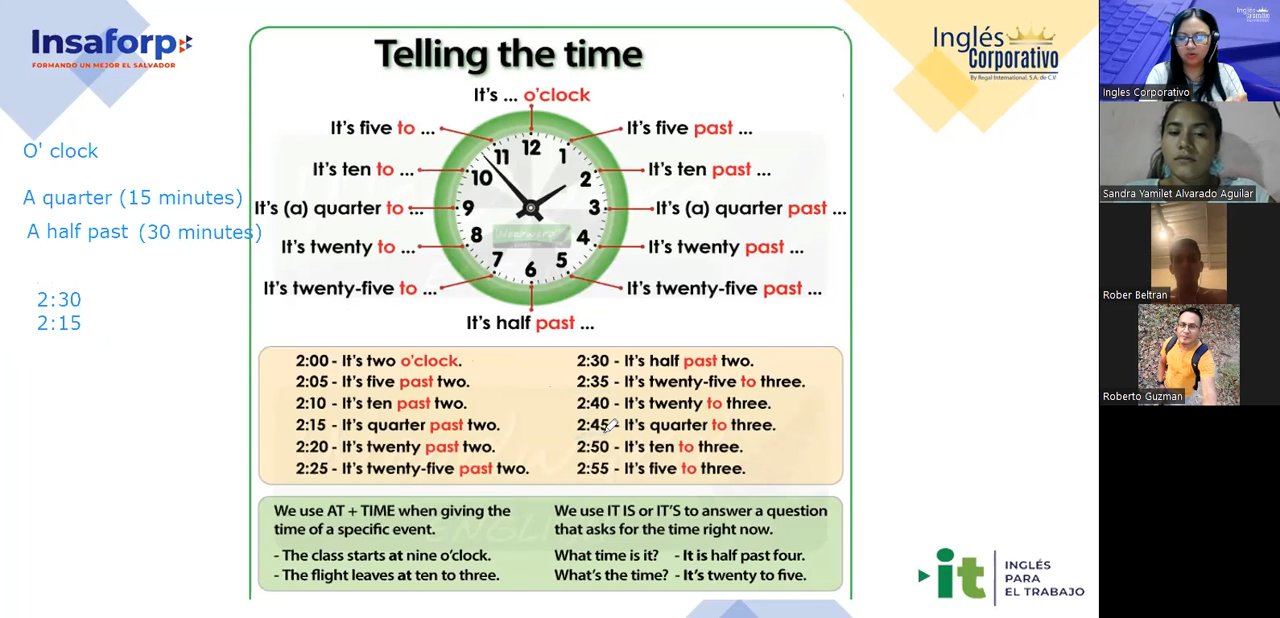 Insaforp
FORMANDO UN MEJOR EL SALVADOR
Telling the time
Inglés
Corporativo
By Regal International, S.A. de C.V.
It's ... o'clock
It's five to ...
It's five past ...
It's ten to ...
It's ten past ...
It's (a) quarter to ...
It's (a) quarter past ...
It's twenty to ...
It's twenty past ...
It's twenty-five to ...
It's twenty-five past ...
It's half past ...
12
1
2
3
4
5
6
7
8
9
10
11
Woodward
O' clock
A quarter (15 minutes)
A half past (30 minutes)
2:30
2:15
2:00 - It's two o'clock.
2:05 - It's five past two.
2:10 - It's ten past two.
2:15 - It's quarter past two.
2:20 - It's twenty past two.
2:25 - It's twenty-five past two.
2:30 - It's half past two.
2:35 - It's twenty-five to three.
2:40 - It's twenty to three.
2:45 - It's quarter to three.
2:50 - It's ten to three.
2:55 - It's five to three.
We use AT + TIME when giving the
time of a specific event.
- The class starts at nine o'clock.
- The flight leaves at ten to three.
We use IT IS or IT'S to answer a question
that asks for the time right now.
What time is it? - It is half past four.
What's the time? - It's twenty to five.
it
INGLÉS
PARA
EL TRABAJO
Ingles Corporativo
Sandra Yamilet Alvarado Aguilar
Rober Beltran
Roberto Guzman